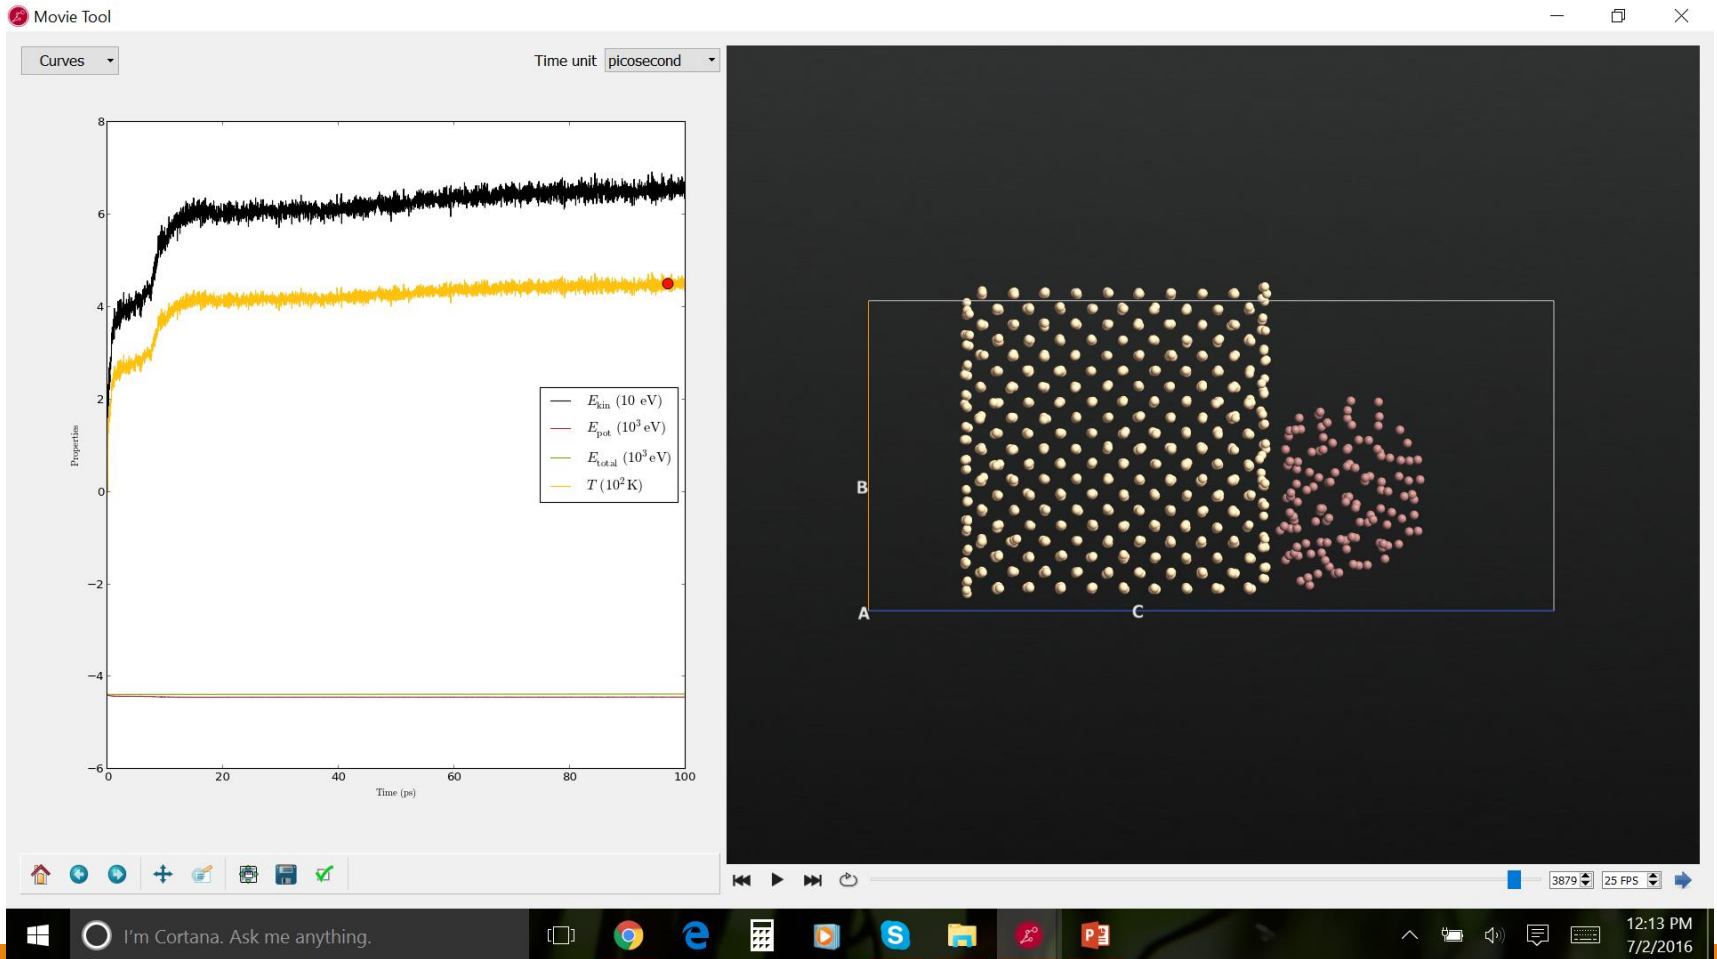 Movie Tool
Curves
Time unit picosecond
8
6
4
2
0
−2
−4
−6
Properties
E_kin (10 eV)
E_pot (10^3 eV)
E_total (10^3 eV)
T (10^2 K)
0 20 40 60 80 100
Time (ps)
B
A
C
3879
25 FPS
I'm Cortana. Ask me anything.
12:13 PM
7/2/2016